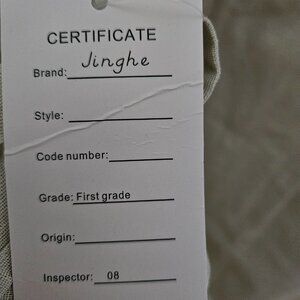 CERTIFICATE
Brand: Jinghe
Style:
Code number:
Grade: First grade
Origin:
Inspector: 08